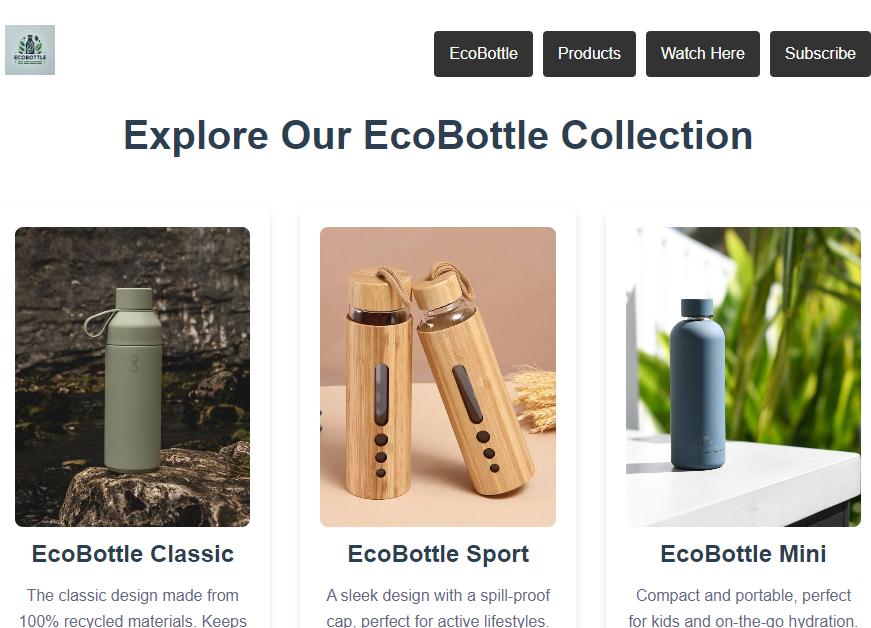 ECOBOTTLE
EcoBottle
Products
Watch Here
Subscribe
Explore Our EcoBottle Collection
EcoBottle Classic
The classic design made from
100% recycled materials. Keeps
EcoBottle Sport
A sleek design with a spill-proof
cap, perfect for active lifestyles.
EcoBottle Mini
Compact and portable, perfect
for kids and on-the-go hydration.